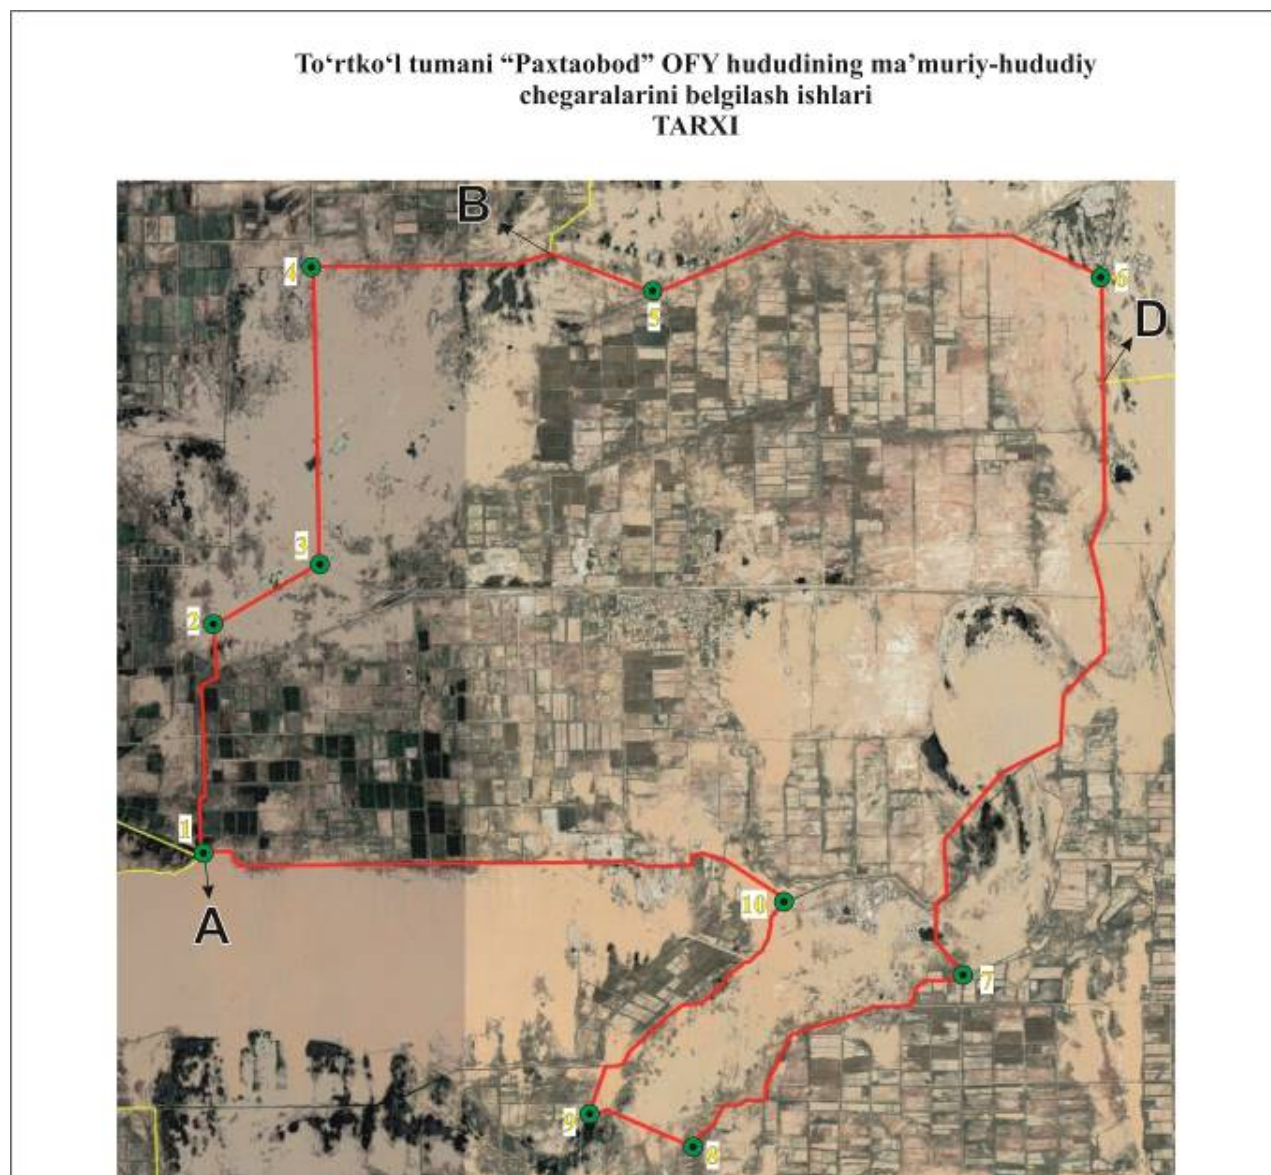 To‘rtko‘l tumani “Paxtaobod” OFY hududining ma’muriy-hududiy
chegaralarini belgilash ishlari
TARXI
B
4
5
6
D
3
2
1
A
10
7
9
8